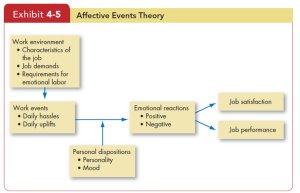 Exhibit 4-5 Affective Events Theory
Work environment
• Characteristics of
the job
• Job demands
• Requirements for
emotional labor
Work events
• Daily hassles
• Daily uplifts
Emotional reactions
• Positive
• Negative
Job satisfaction
Job performance
Personal dispositions
• Personality
• Mood